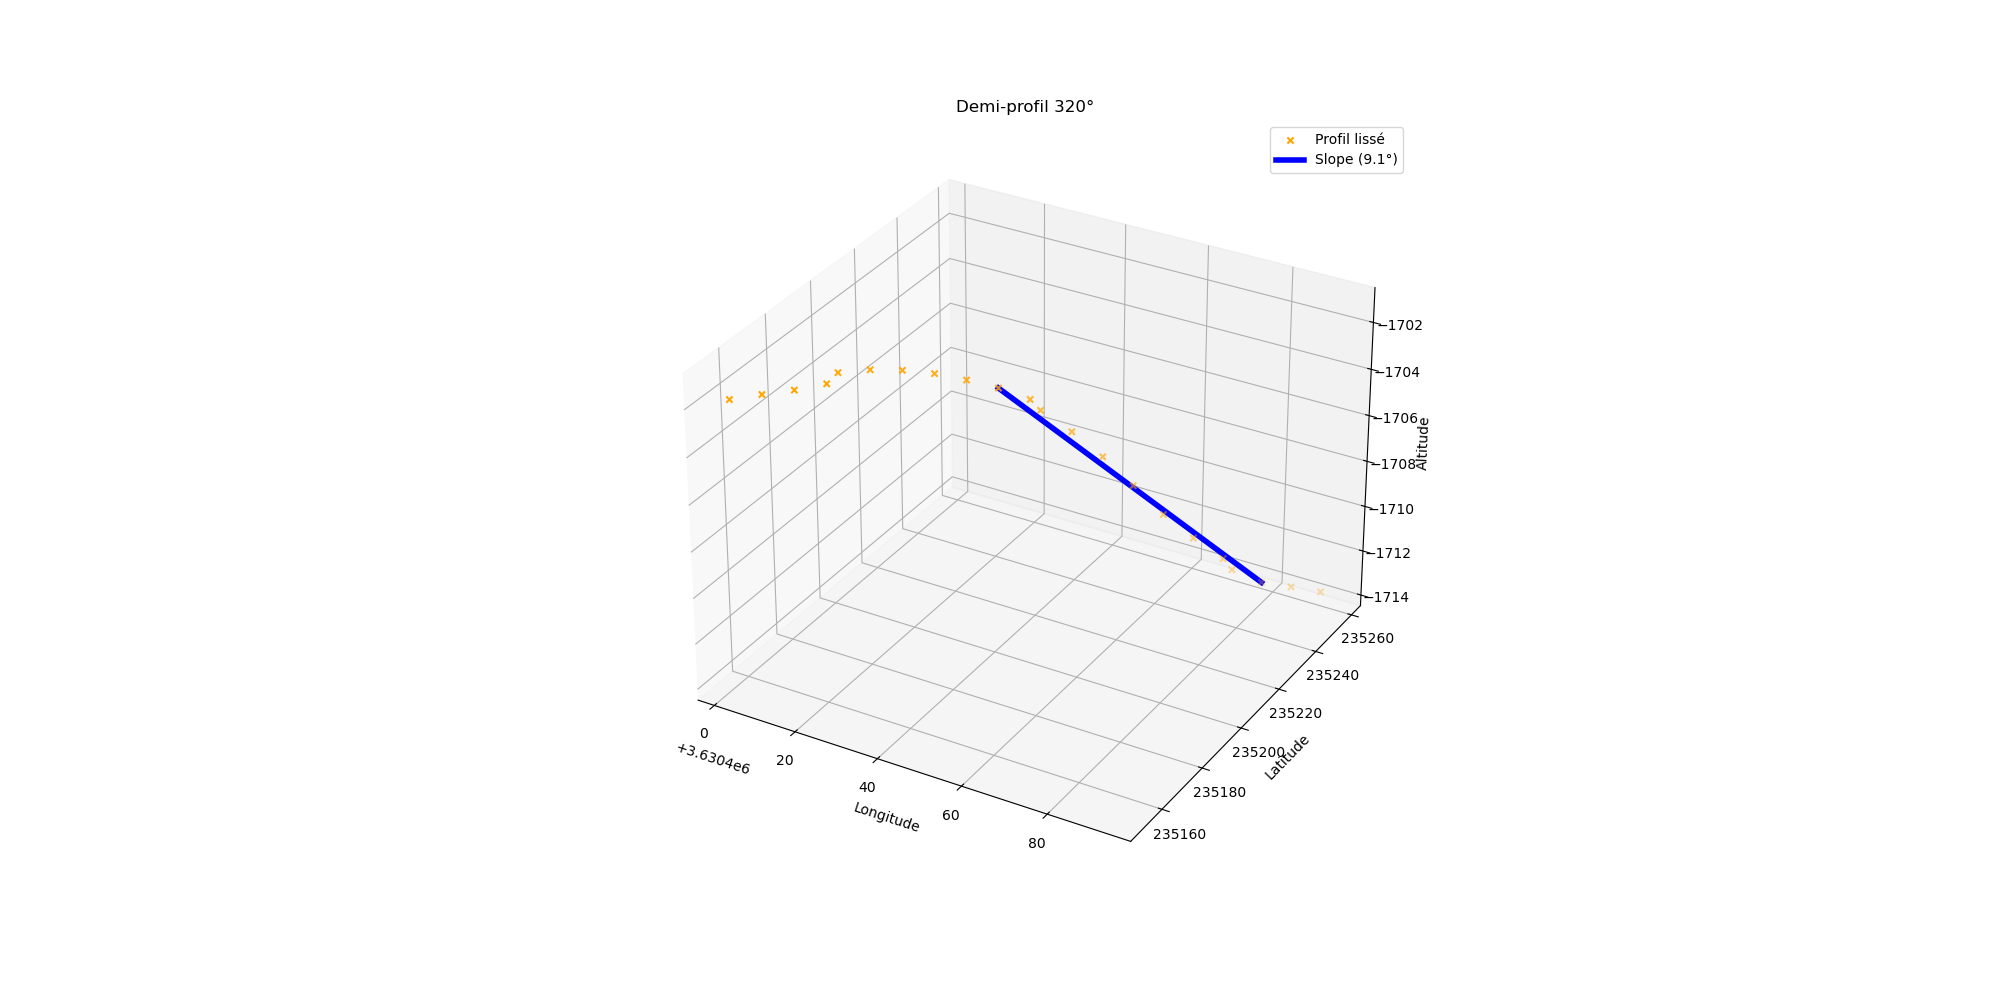 Demi-profil 320°
Profil lissé
Slope (9.1°)
−1702
−1704
−1706
−1708
−1710
−1712
−1714
Altitude
235260
235240
235220
235200
235180
235160
Latitude
0
20
40
60
80
+3.6304e6
Longitude